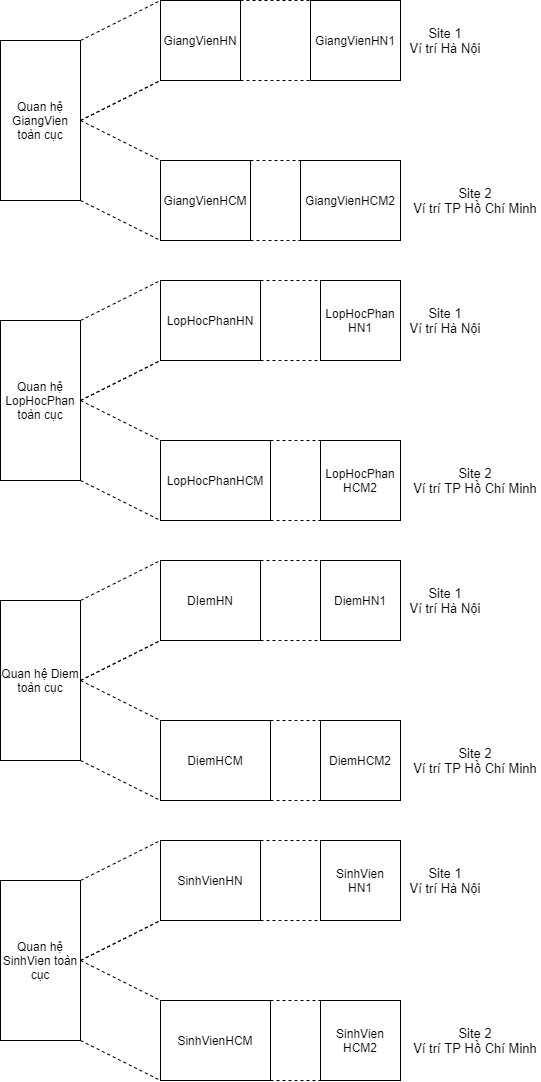 GiangVienHN
GiangVienHN1
Site 1
Ví trí Hà Nội
Quan hệ
GiangVien
toàn cục
GiangVienHCM
GiangVienHCM2
Site 2
Ví trí TP Hồ Chí Minh
LopHocPhanHN
LopHocPhan
HN1
Site 1
Ví trí Hà Nội
Quan hệ
LopHocPhan
toàn cục
LopHocPhanHCM
LopHocPhan
HCM2
Site 2
Ví trí TP Hồ Chí Minh
DIemHN
DiemHN1
Site 1
Ví trí Hà Nội
Quan hệ Diem
toàn cục
DiemHCM
DiemHCM2
Site 2
Ví trí TP Hồ Chí Minh
SinhVienHN
SinhVien
HN1
Site 1
Ví trí Hà Nội
Quan hệ
SinhVien toàn
cục
SinhVienHCM
SinhVien
HCM2
Site 2
Ví trí TP Hồ Chí Minh